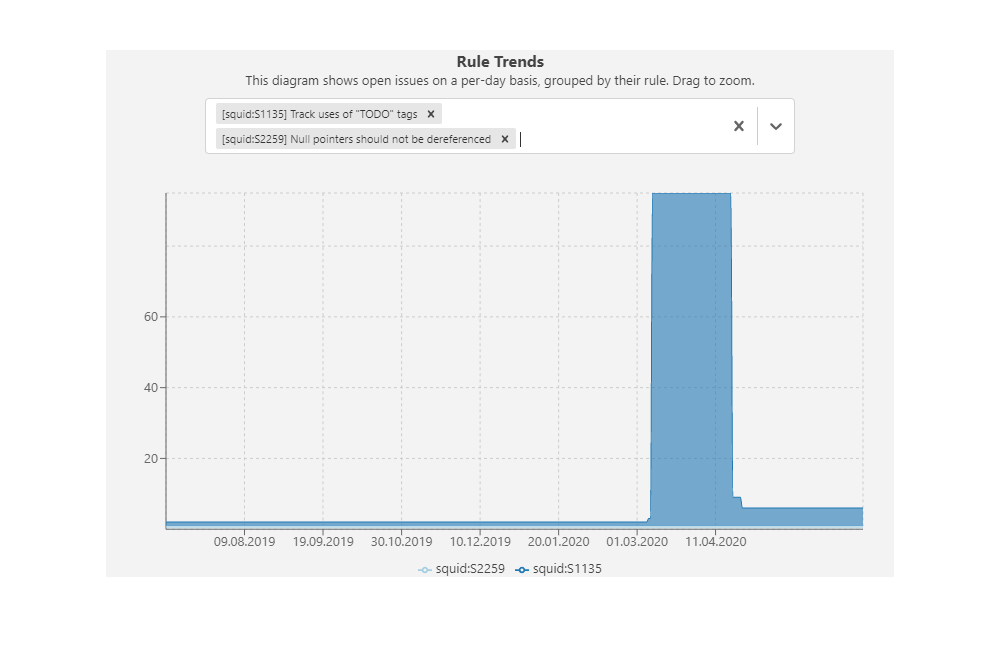 Rule Trends
This diagram shows open issues on a per-day basis, grouped by their rule. Drag to zoom.
[squid:S1135] Track uses of "TODO" tags
[squid:S2259] Null pointers should not be dereferenced
60
40
20
09.08.2019 19.09.2019 30.10.2019 10.12.2019 20.01.2020 01.03.2020 11.04.2020
squid:S2259 squid:S1135